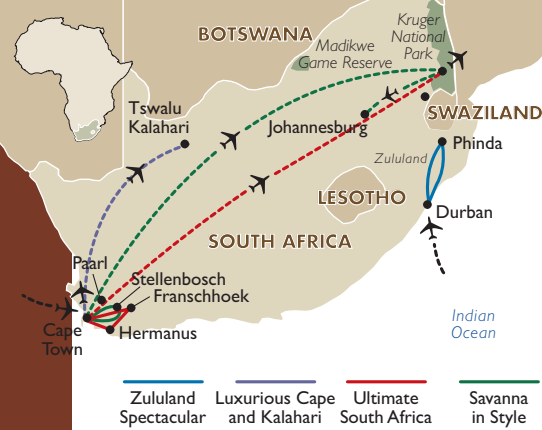 BOTSWANA
Kruger
National
Park
Madikwe
Game Reserve
Tswalu
Kalahari
Johannesburg
SWAZILAND
Phinda
Zululand
LESOTHO
Durban
SOUTH AFRICA
Paarl
Stellenbosch
Franschhoek
Cape
Town
Hermanus
Indian
Ocean
Zululand
Spectacular
Luxurious Cape
and Kalahari
Ultimate
South Africa
Savanna
in Style